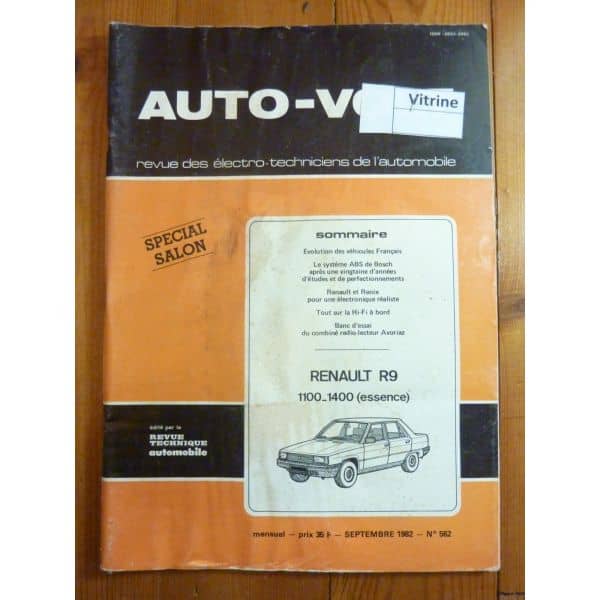 AUTO-VO
Vitrine
revue des électro-techniciens de l'automobile
SPECIAL
SALON
sommaire
Evolution des véhicules Français
Le système ABS de Bosch
après une vingtaine d'années
d'études et de perfectionnements
Renault et Renix
pour une électronique réaliste
Tout sur la Hi-Fi à bord
Banc d'essai
du combiné radio-lecteur Avoriaz
RENAULT R9
1100_1400 (essence)
édité par la
REVUE
TECHNIQUE
automobile
mensuel — prix 35 F — SEPTEMBRE 1982 — N° 562